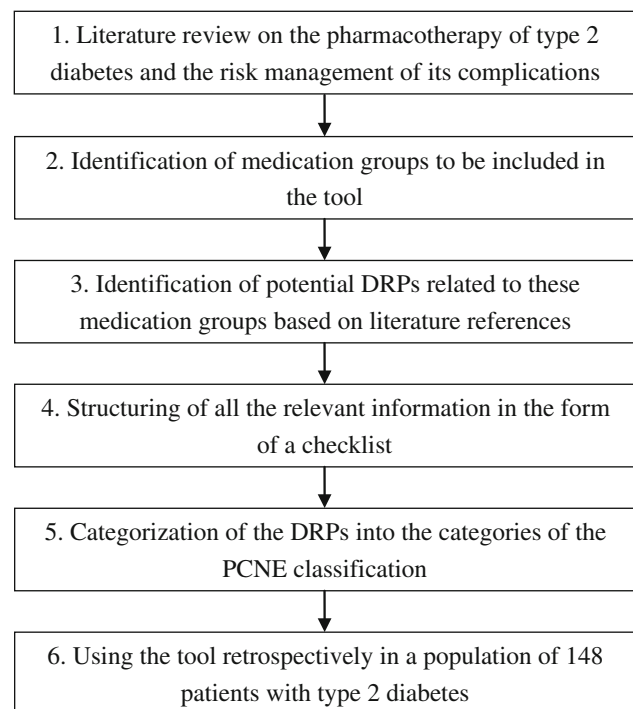 1. Literature review on the pharmacotherapy of type 2
diabetes and the risk management of its complications
2. Identification of medication groups to be included in
the tool
3. Identification of potential DRPs related to these
medication groups based on literature references
4. Structuring of all the relevant information in the form
of a checklist
5. Categorization of the DRPs into the categories of the
PCNE classification
6. Using the tool retrospectively in a population of 148
patients with type 2 diabetes